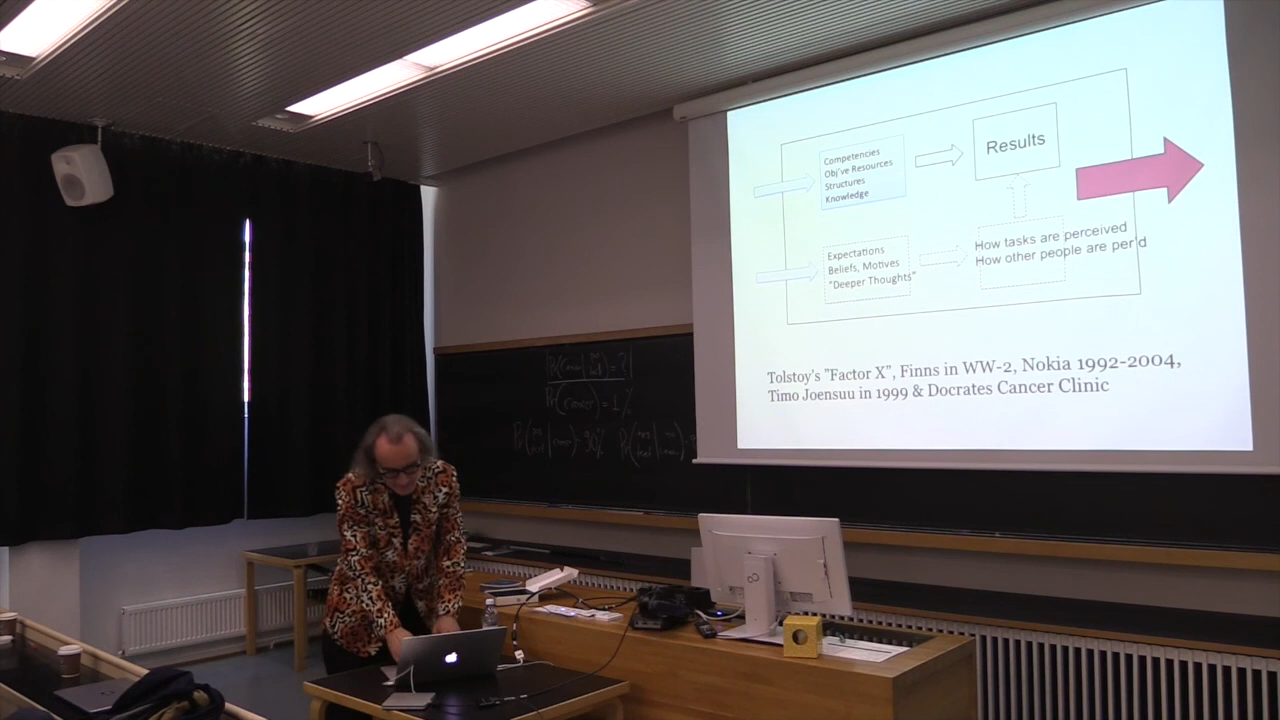 Competencies
Obj've Resources
Structures
Knowledge
Results
Expectations
Beliefs, Motives
"Deeper Thoughts"
How tasks are perceived
How other people are per'd
Tolstoy's "Factor X", Finns in WW-2, Nokia 1992-2004,
Timo Joensuu in 1999 & Docrates Cancer Clinic